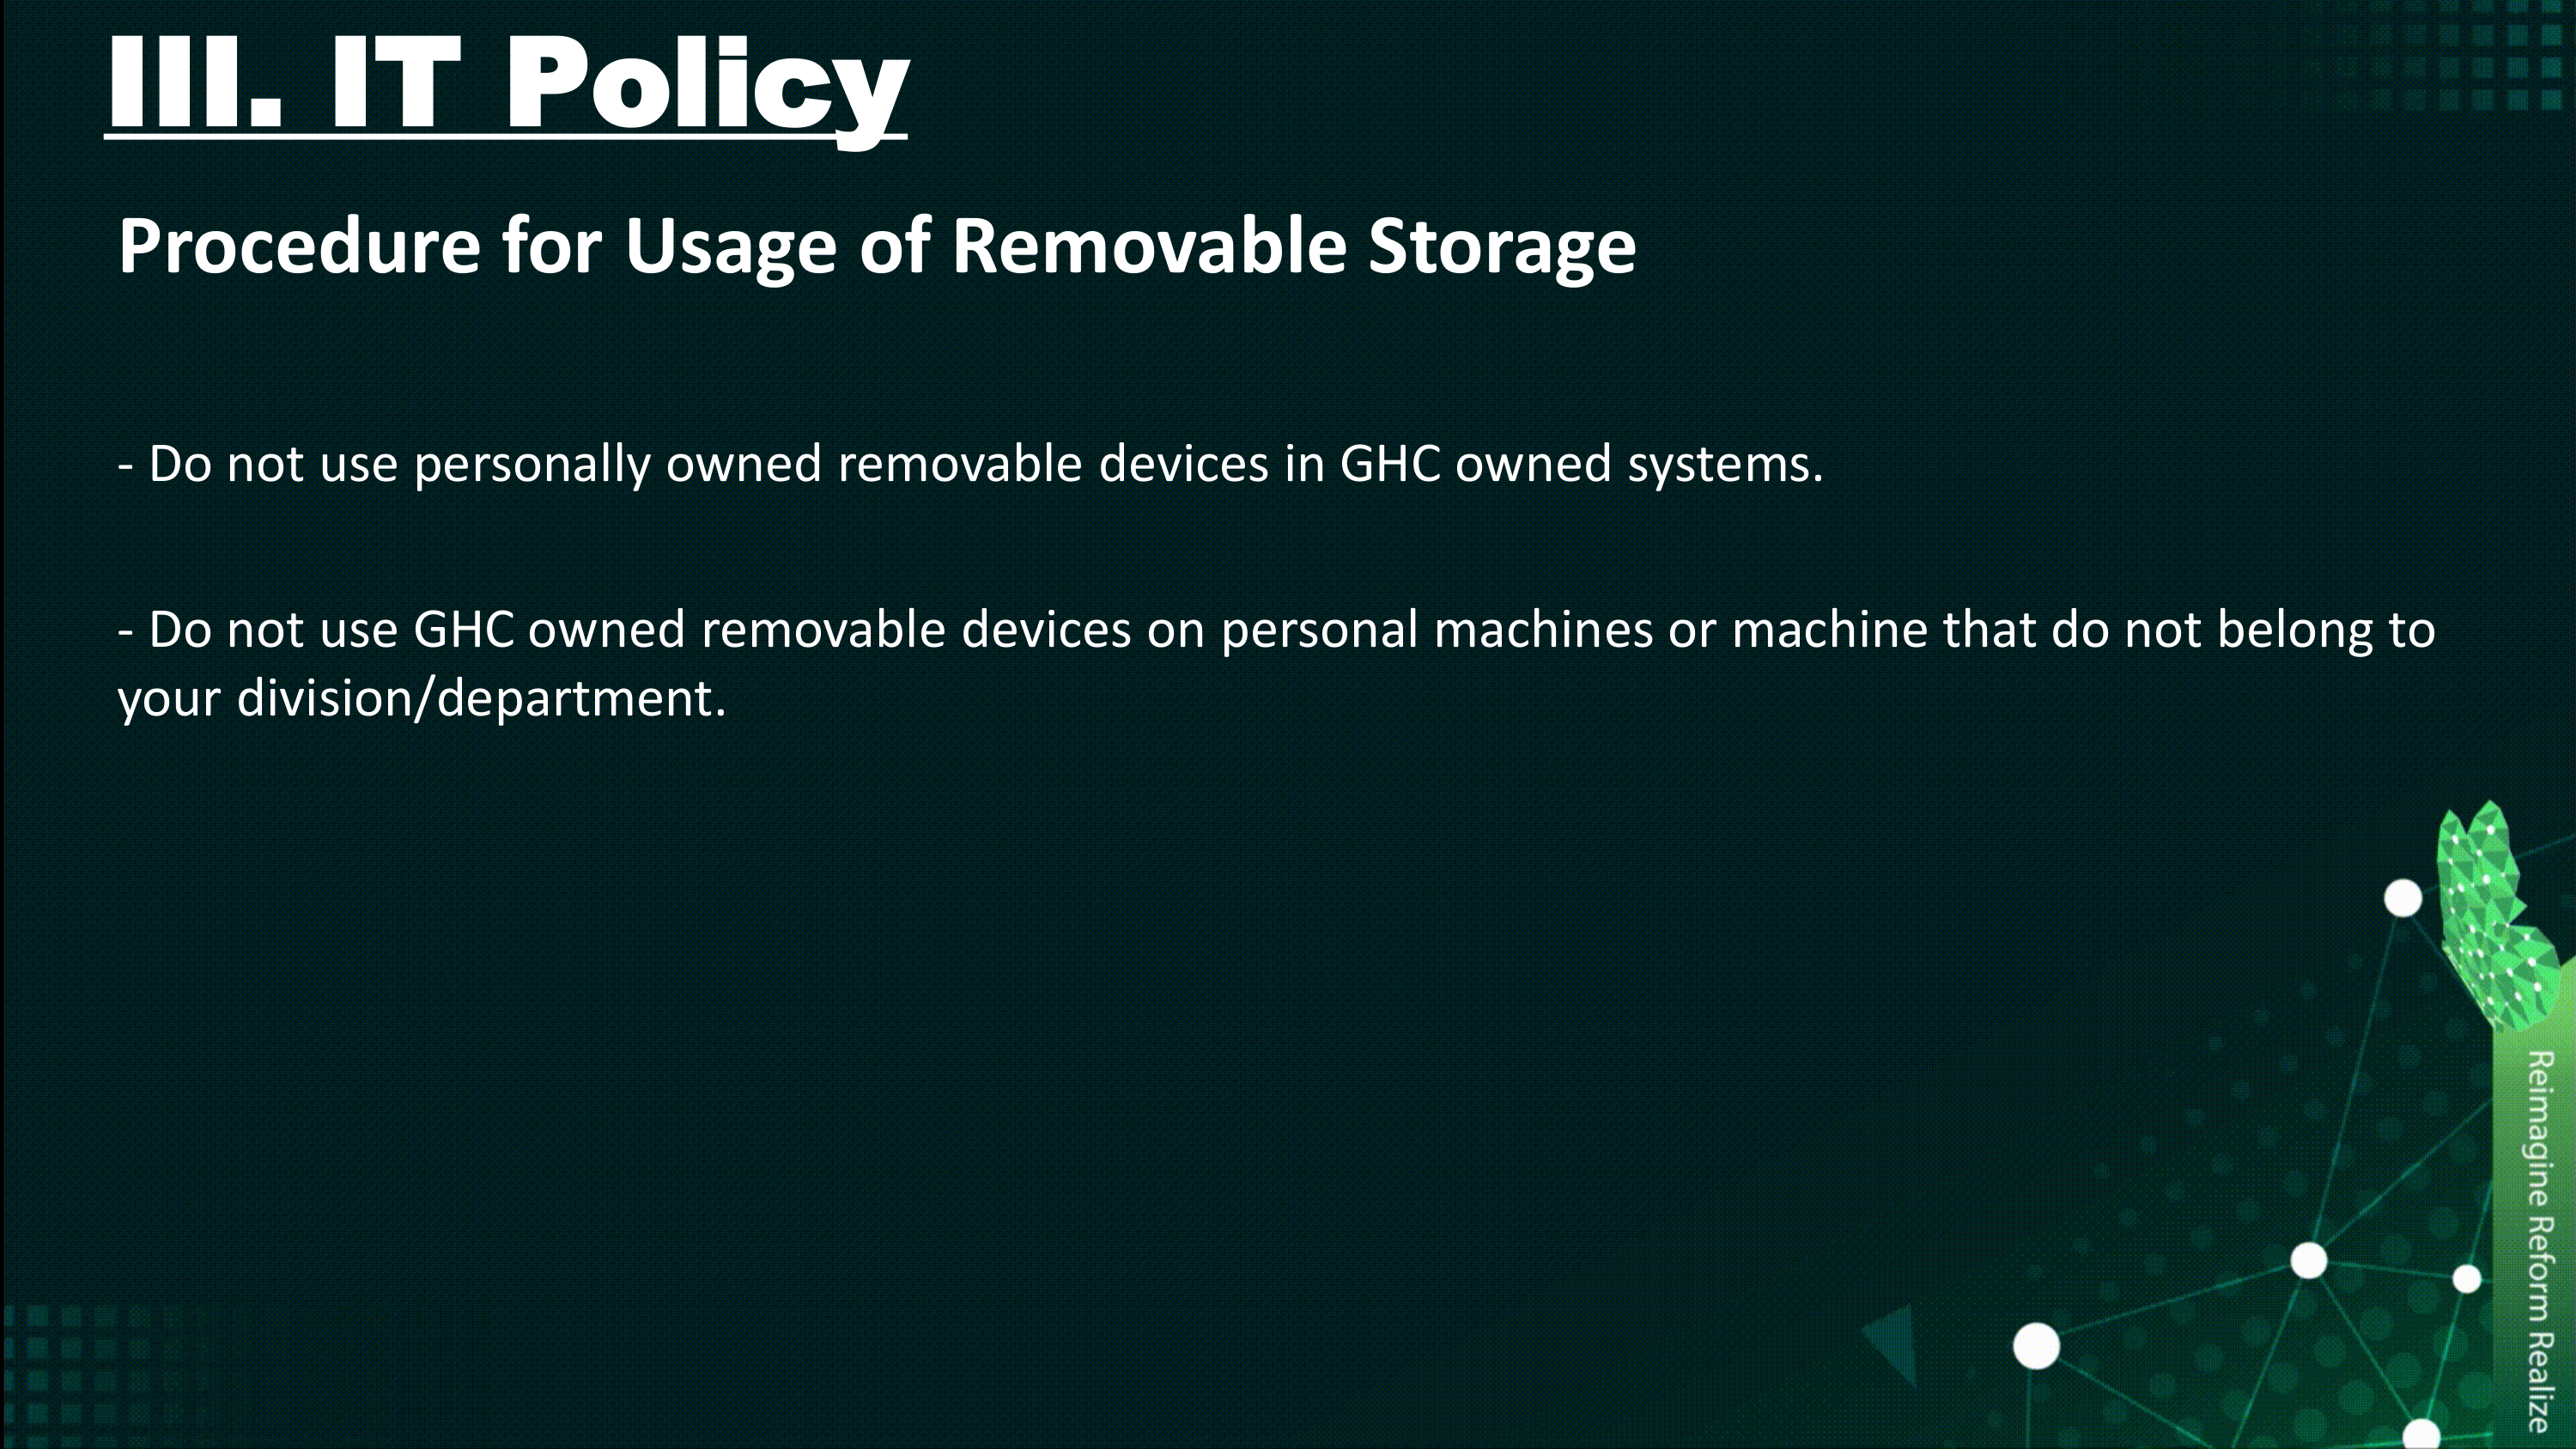 III. IT Policy
Procedure for Usage of Removable Storage
- Do not use personally owned removable devices in GHC owned systems.
- Do not use GHC owned removable devices on personal machines or machine that do not belong to
your division/department.
Reimagine Reform Realize